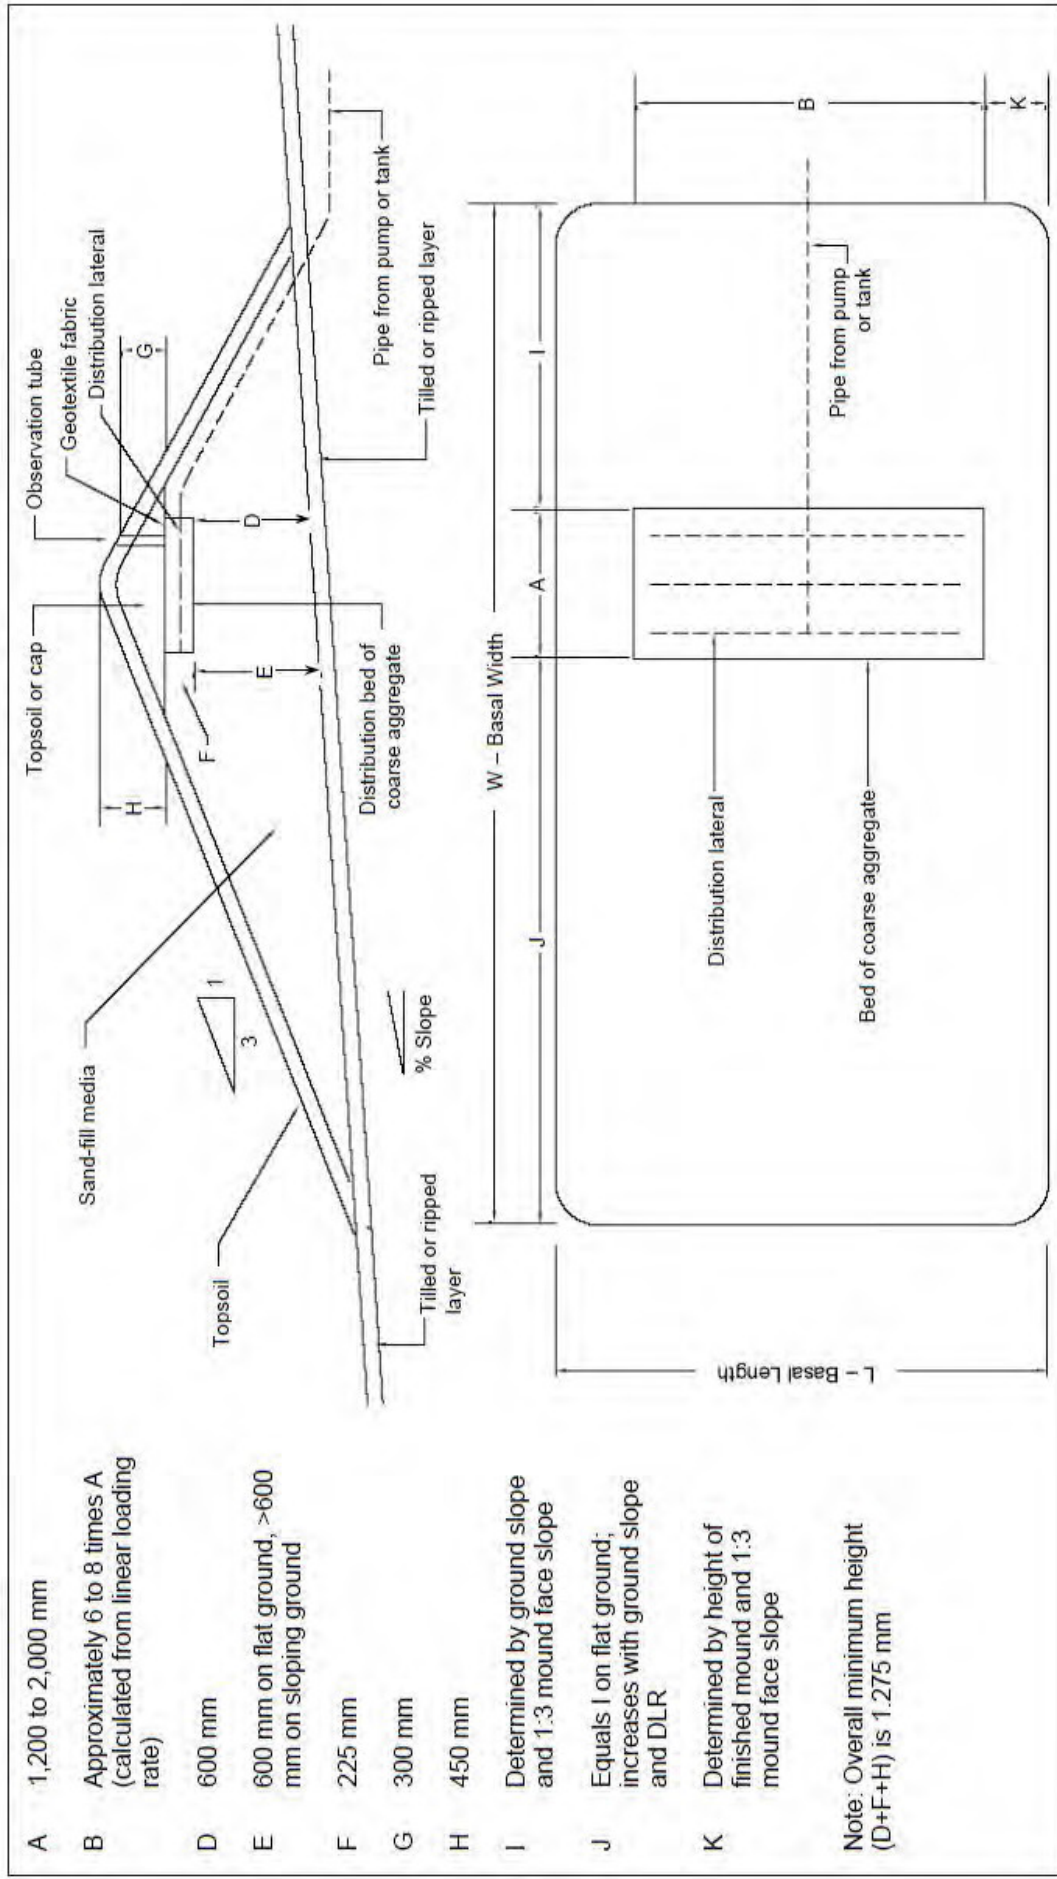 A 1,200 to 2,000 mm
B Approximately 6 to 8 times A
(calculated from linear loading
rate)
D 600 mm
E 600 mm on flat ground, >600
mm on sloping ground
F 225 mm
G 300 mm
H 450 mm
I Determined by ground slope
and 1:3 mound face slope
J Equals I on flat ground;
increases with ground slope
and DLR
K Determined by height of
finished mound and 1:3
mound face slope
Note: Overall minimum height
(D+F+H) is 1.275 mm
Topsoil or cap
Observation tube
Geotextile fabric
Distribution lateral
G
H
Sand-fill media
F
E
D
1
3
Topsoil
% Slope
Distribution bed of
coarse aggregate
Pipe from pump or tank
Tilled or ripped layer
Tilled or ripped
layer
W – Basal Width
J
A
I
L – Basal Length
Distribution lateral
Bed of coarse aggregate
Pipe from pump
or tank
B
K